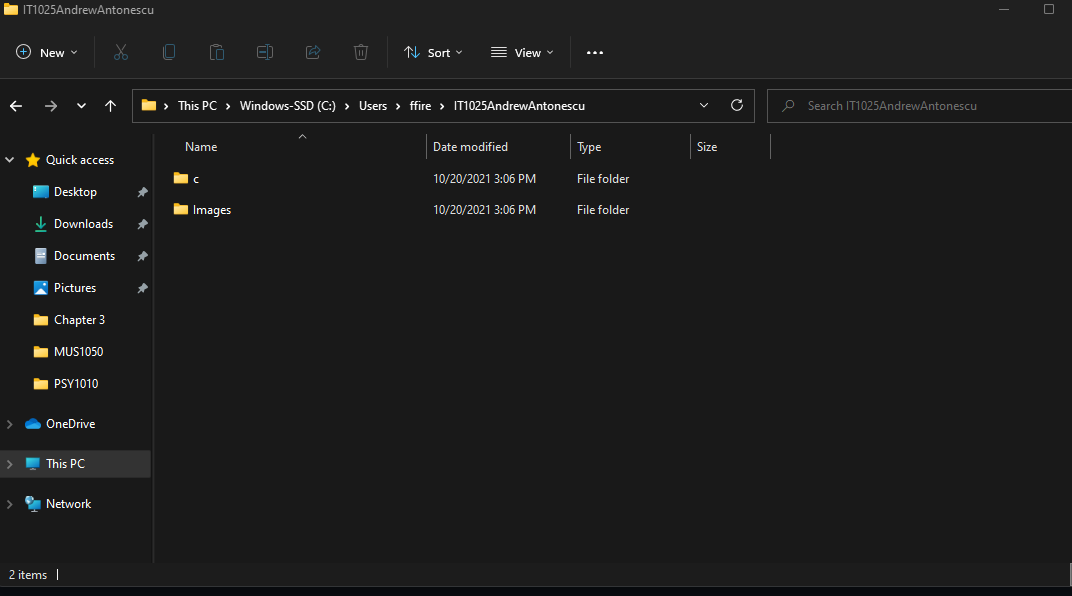 IT1025AndrewAntonescu
New Sort View
This PC Windows-SSD (C:) Users ffire IT1025AndrewAntonescu Search IT1025AndrewAntonescu
Name Date modified Type Size
c 10/20/2021 3:06 PM File folder
Images 10/20/2021 3:06 PM File folder
Quick access
Desktop
Downloads
Documents
Pictures
Chapter 3
MUS1050
PSY1010
OneDrive
This PC
Network
2 items